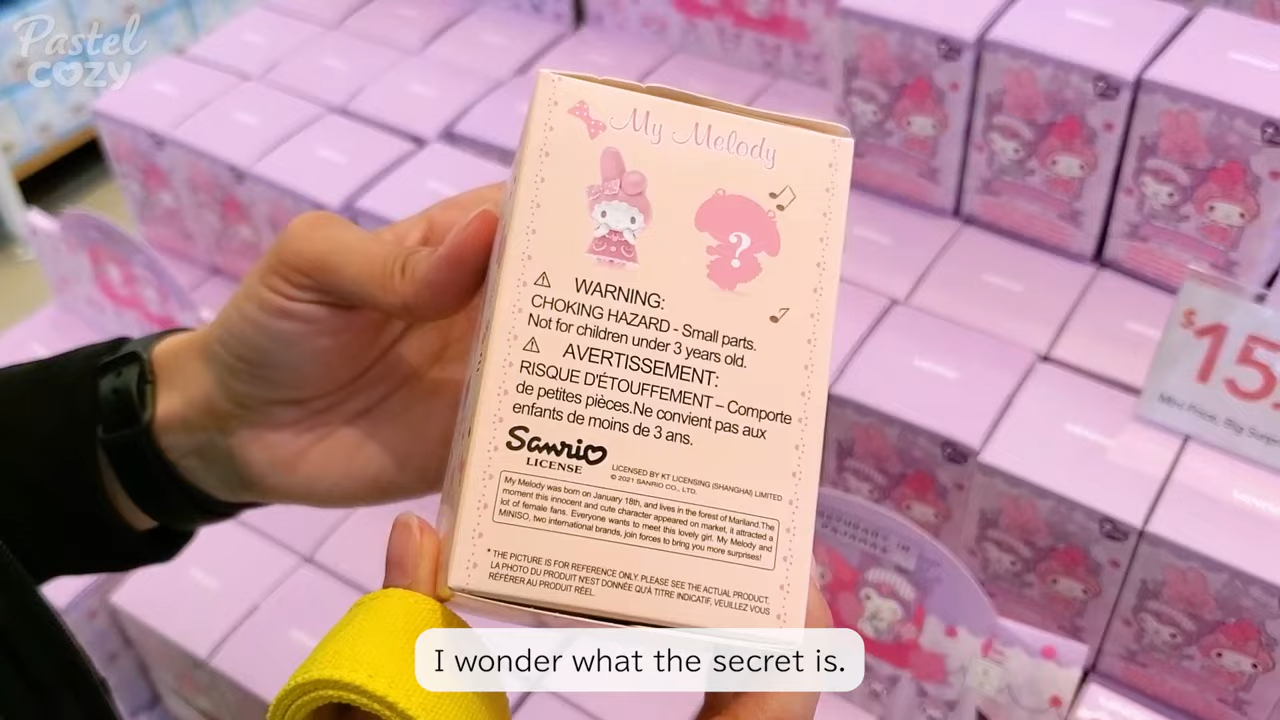 Pastel
cozy
My Melody
?
WARNING:
CHOKING HAZARD - Small parts.
Not for children under 3 years old.
AVERTISSEMENT:
RISQUE D'ÉTOUFFEMENT – Comporte
de petites pièces.Ne convient pas aux
enfants de moins de 3 ans.
Sanrio
LICENSE
LICENSED BY KT LICENSING (SHANGHAI) LIMITED
© 2021 SANRIO CO., LTD.
My Melody was born on January 18th, and lives in the forest of Mariland.The
moment this innocent and cute character appeared on market, it attracted a
lot of female fans. Everyone wants to meet this lovely girl. My Melody and
MINISO, two international brands, join forces to bring you more surprises!
* THE PICTURE IS FOR REFERENCE ONLY. PLEASE SEE THE ACTUAL PRODUCT.
LA PHOTO DU PRODUIT N'EST DONNÉE QU'À TITRE INDICATIF, VEUILLEZ VOUS
RÉFÉRER AU PRODUIT RÉEL.
$15
Mini Price, Big
I wonder what the secret is.